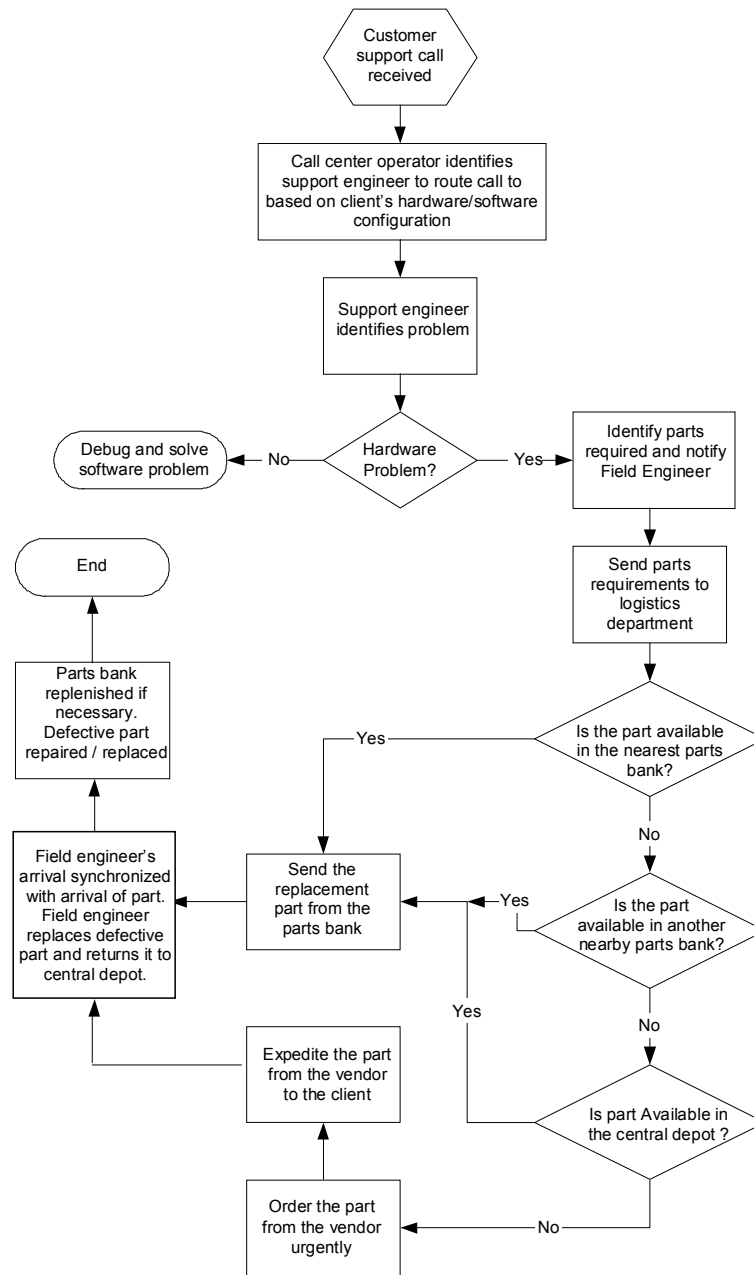 Customer
support call
received
Call center operator identifies
support engineer to route call to
based on client's hardware/software
configuration
Support engineer
identifies problem
Debug and solve
software problem
No
Hardware
Problem?
Yes
Identify parts
required and notify
Field Engineer
End
Send parts
requirements to
logistics
department
Parts bank
replenished if
necessary.
Defective part
repaired / replaced
Yes
Is the part available
in the nearest parts
bank?
No
Field engineer's
arrival synchronized
with arrival of part.
Field engineer
replaces defective
part and returns it to
central depot.
Send the
replacement
part from the
parts bank
Yes
Is the part
available in another
nearby parts bank?
Yes
No
Expedite the part
from the vendor
to the client
Is part Available in
the central depot ?
Order the part
from the vendor
urgently
No